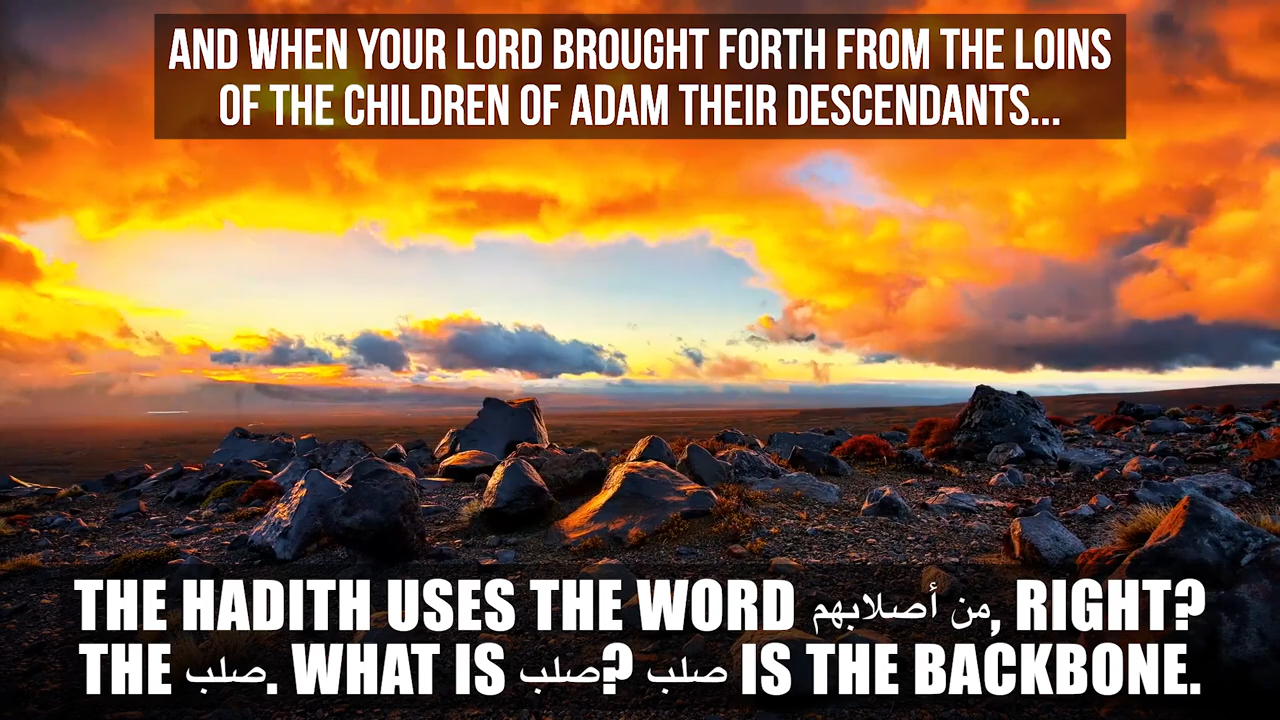 AND WHEN YOUR LORD BROUGHT FORTH FROM THE LOINS
OF THE CHILDREN OF ADAM THEIR DESCENDANTS...
THE HADITH USES THE WORD من أصلابهم, RIGHT?
THE صلب. WHAT IS صلب? صلب IS THE BACKBONE.